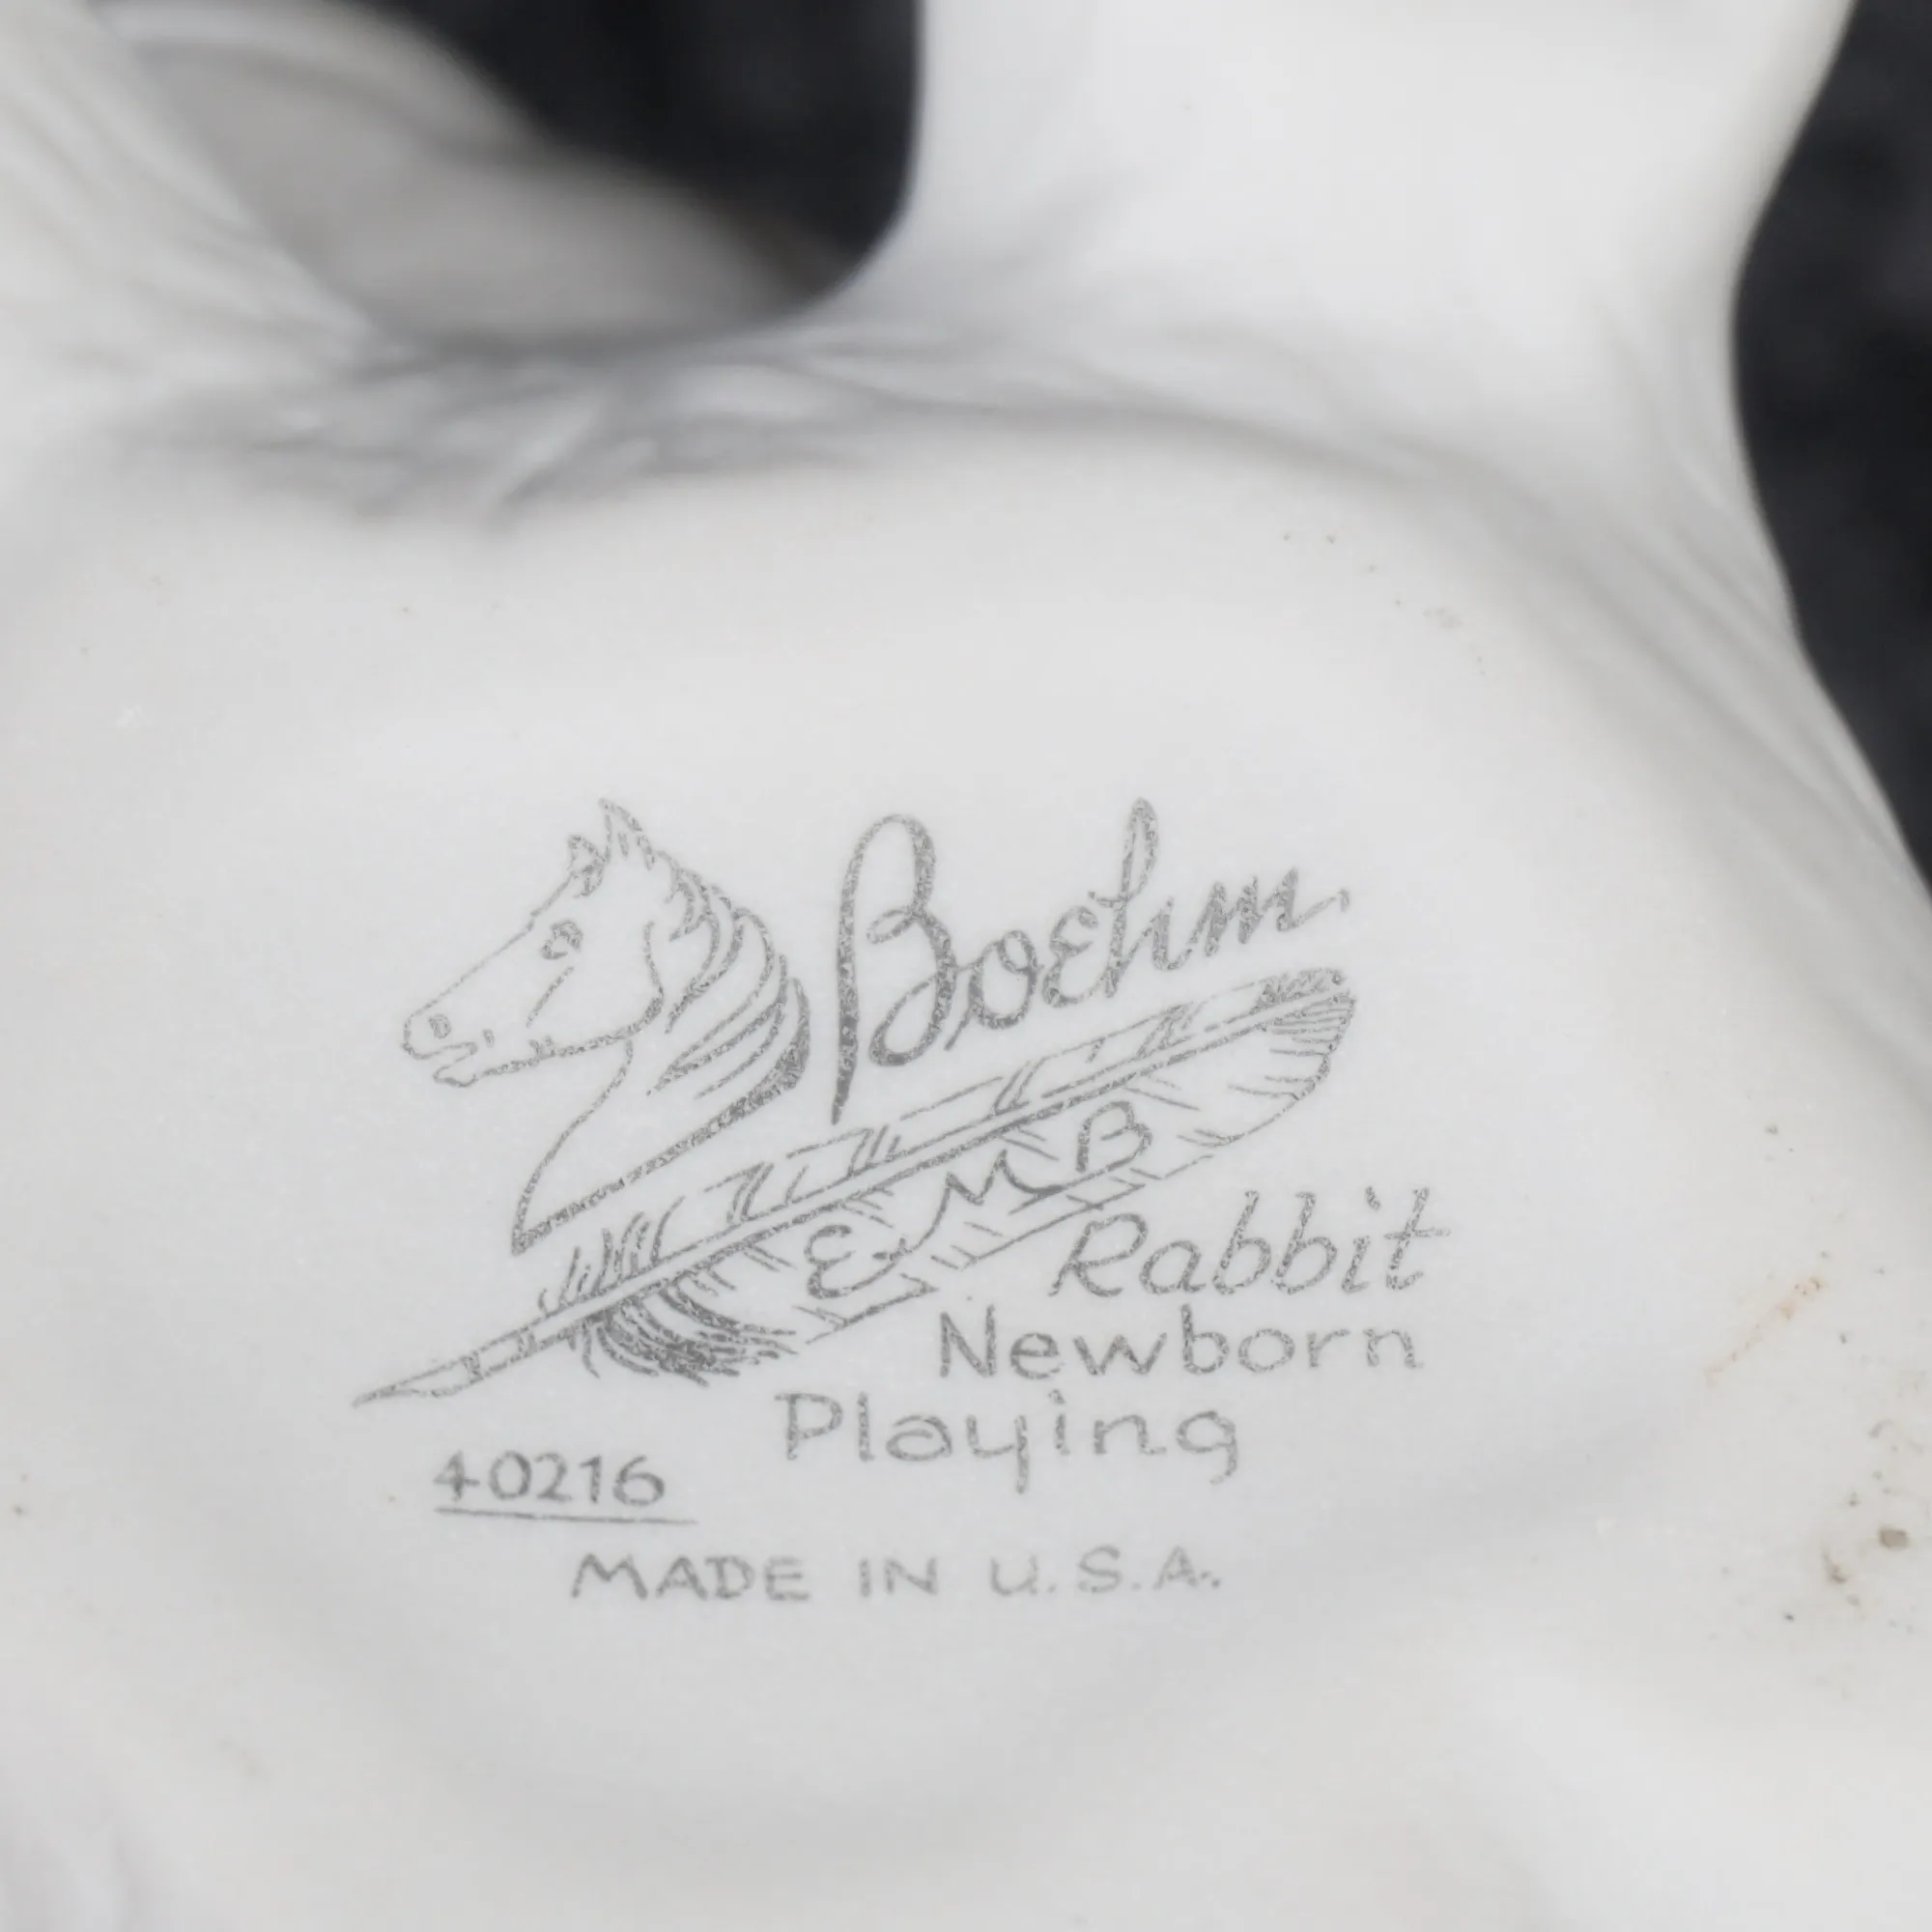 Boehm
EMB
Rabbit
Newborn
Playing
40216
MADE IN U.S.A.